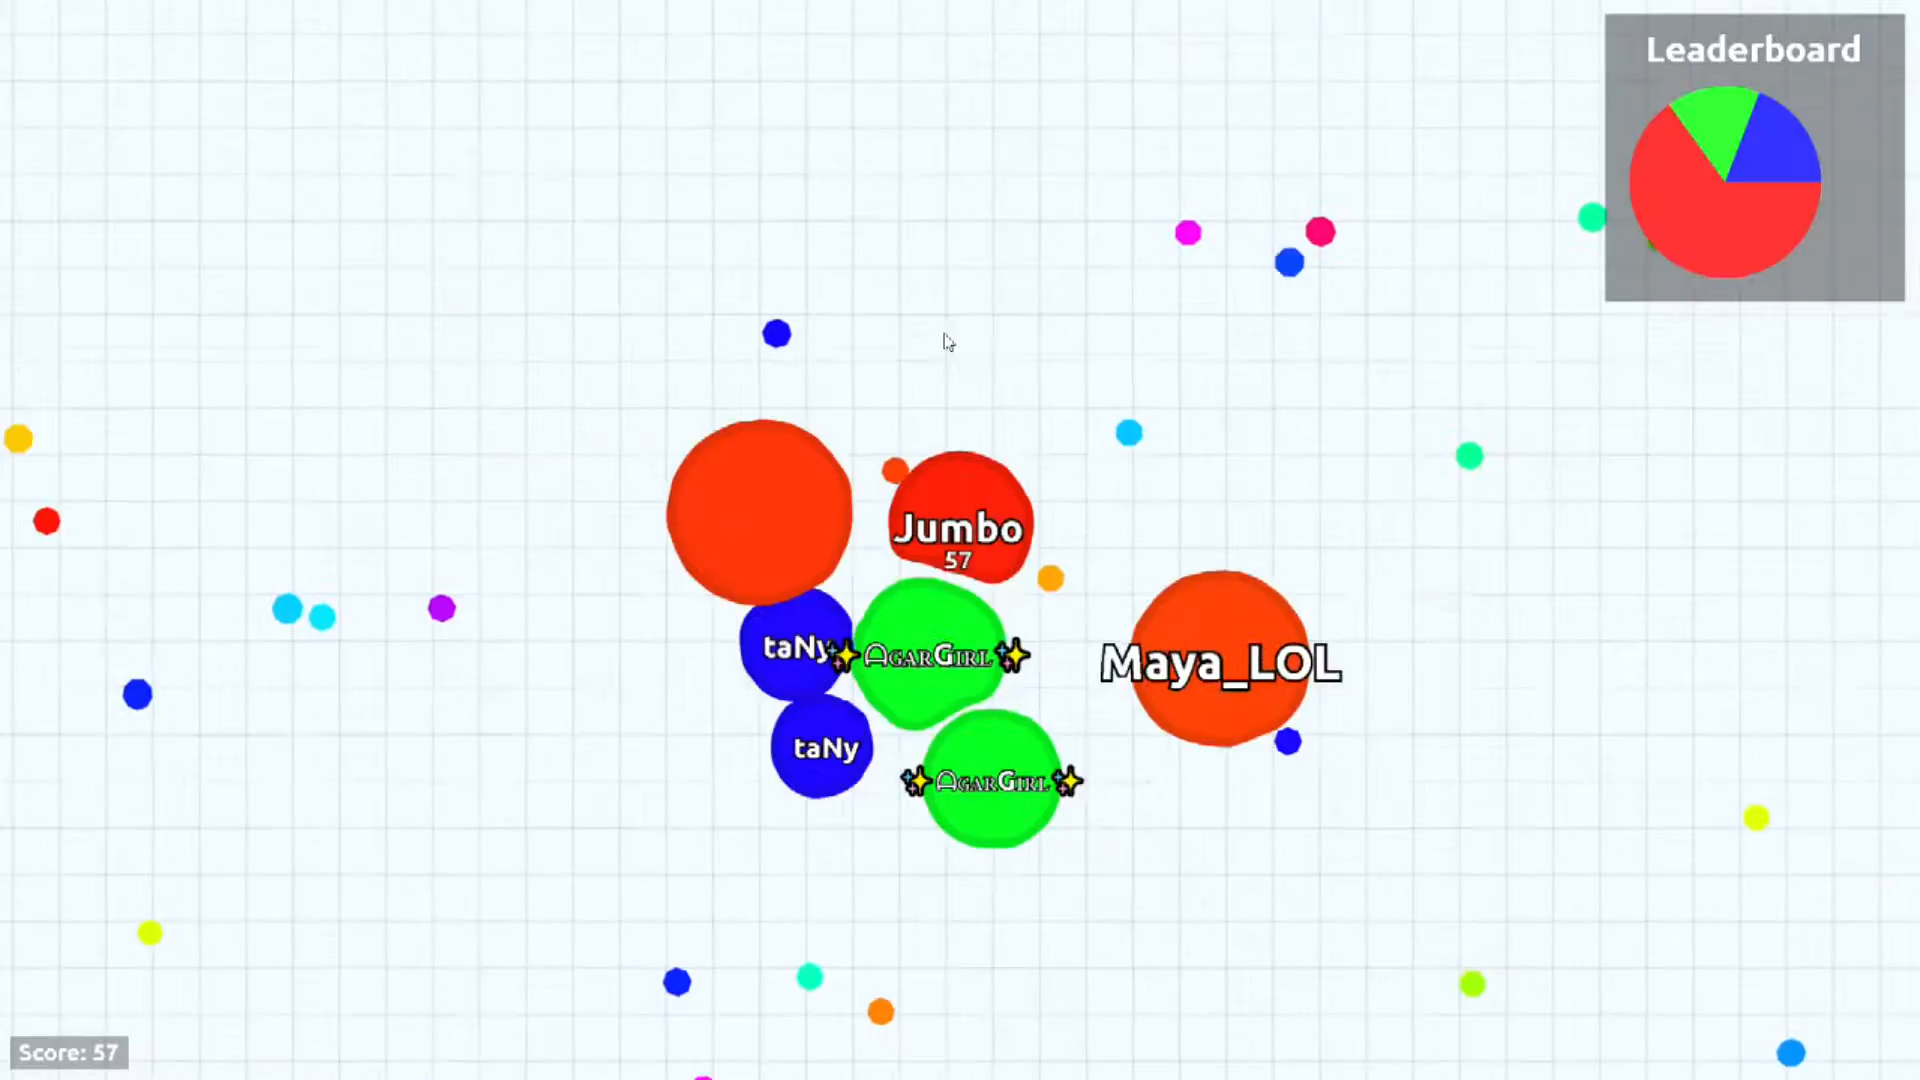 Leaderboard
Jumbo
57
taNy
✨AGARGIRL✨
Maya_LOL
taNy
✨AGARGIRL✨
Score: 57